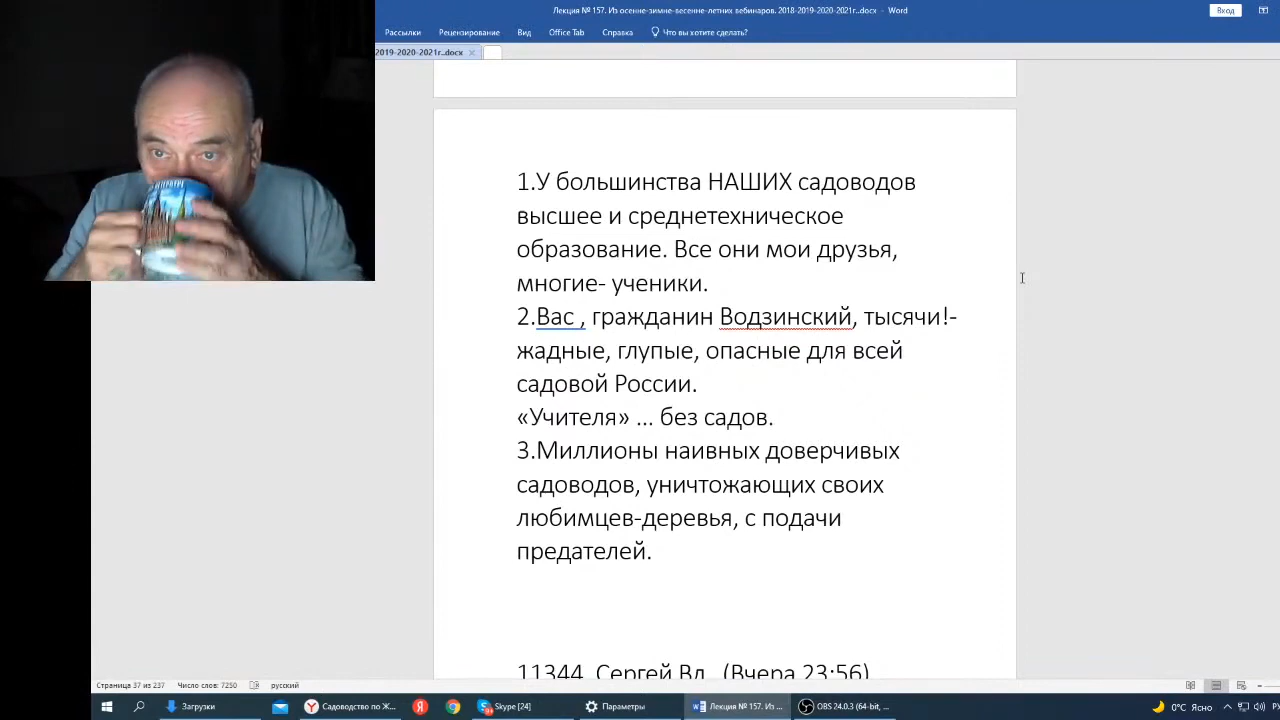 Лекция № 157. Из осенне-зимне-весенне-летних вебинаров. 2018-2019-2020-2021г..docx - Word
Вход
Рассылки Рецензирование Вид Office Tab Справка Что вы хотите сделать?
2019-2020-2021г..docx
1.У большинства НАШИХ садоводов
высшее и среднетехническое
образование. Все они мои друзья,
многие- ученики.
2.Вас , гражданин Водзинский, тысячи!-
жадные, глупые, опасные для всей
садовой России.
«Учителя» ... без садов.
3.Миллионы наивных доверчивых
садоводов, уничтожающих своих
любимцев-деревья, с подачи
предателей.
11344. Сергей Вл. (Вчера 23:56)
Страница 37 из 237 Число слов: 7250 русский
Загрузки Садоводство по Ж... Skype [24] Параметры Лекция № 157. Из ... OBS 24.0.3 (64-bit, ... 0°C Ясно